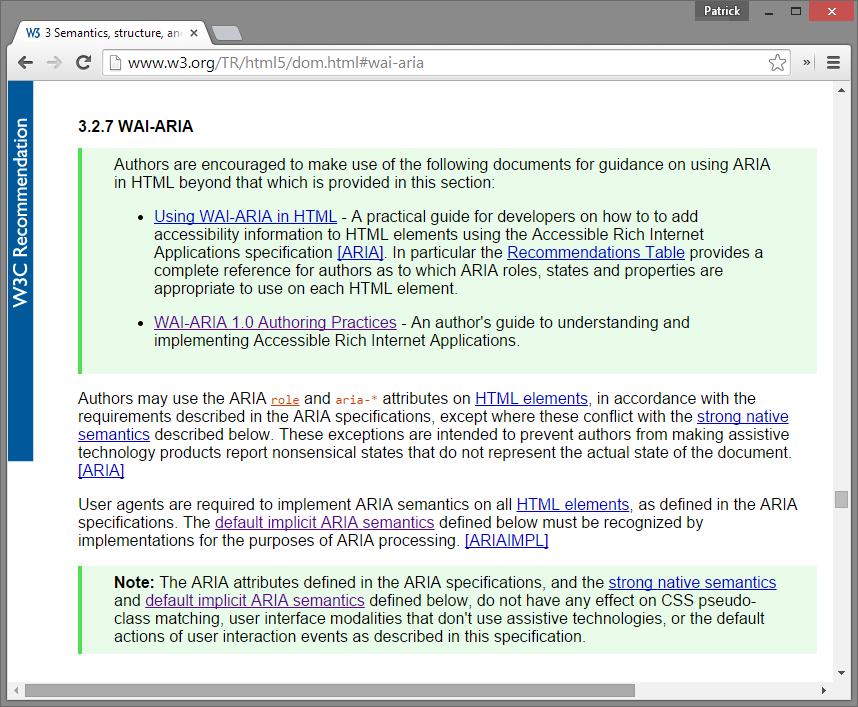 Patrick
W3 3 Semantics, structure, an
www.w3.org/TR/html5/dom.html#wai-aria
W3C Recommendation
3.2.7 WAI-ARIA
Authors are encouraged to make use of the following documents for guidance on using ARIA
in HTML beyond that which is provided in this section:
• Using WAI-ARIA in HTML - A practical guide for developers on how to to add
accessibility information to HTML elements using the Accessible Rich Internet
Applications specification [ARIA]. In particular the Recommendations Table provides a
complete reference for authors as to which ARIA roles, states and properties are
appropriate to use on each HTML element.
• WAI-ARIA 1.0 Authoring Practices - An author's guide to understanding and
implementing Accessible Rich Internet Applications.
Authors may use the ARIA role and aria-* attributes on HTML elements, in accordance with the
requirements described in the ARIA specifications, except where these conflict with the strong native
semantics described below. These exceptions are intended to prevent authors from making assistive
technology products report nonsensical states that do not represent the actual state of the document.
[ARIA]
User agents are required to implement ARIA semantics on all HTML elements, as defined in the ARIA
specifications. The default implicit ARIA semantics defined below must be recognized by
implementations for the purposes of ARIA processing. [ARIAIMPL]
Note: The ARIA attributes defined in the ARIA specifications, and the strong native semantics
and default implicit ARIA semantics defined below, do not have any effect on CSS pseudo-
class matching, user interface modalities that don't use assistive technologies, or the default
actions of user interaction events as described in this specification.